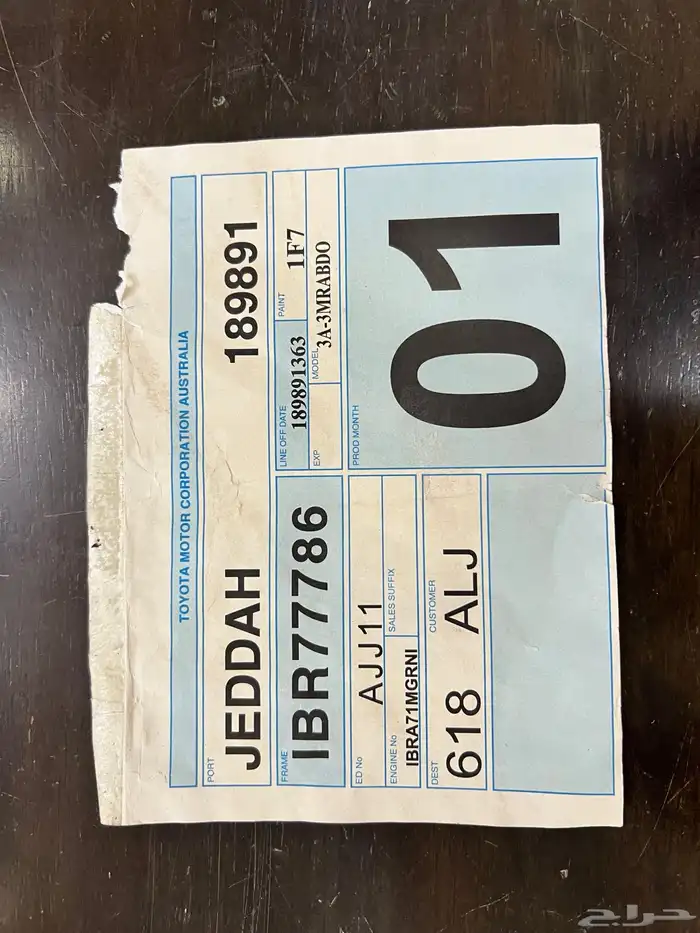 TOYOTA MOTOR CORPORATION AUSTRALIA
PORT
JEDDAH 189891
FRAME
IBR77786
LINE OFF DATE
189891363
PAINT
1F7
EXP
MODEL
3A-3MRABDO
ED No
AJJ11
ENGINE No
IBRA71MGRNI
SALES SUFFIX
PROD MONTH
01
DEST
618
CUSTOMER
ALJ
حراج